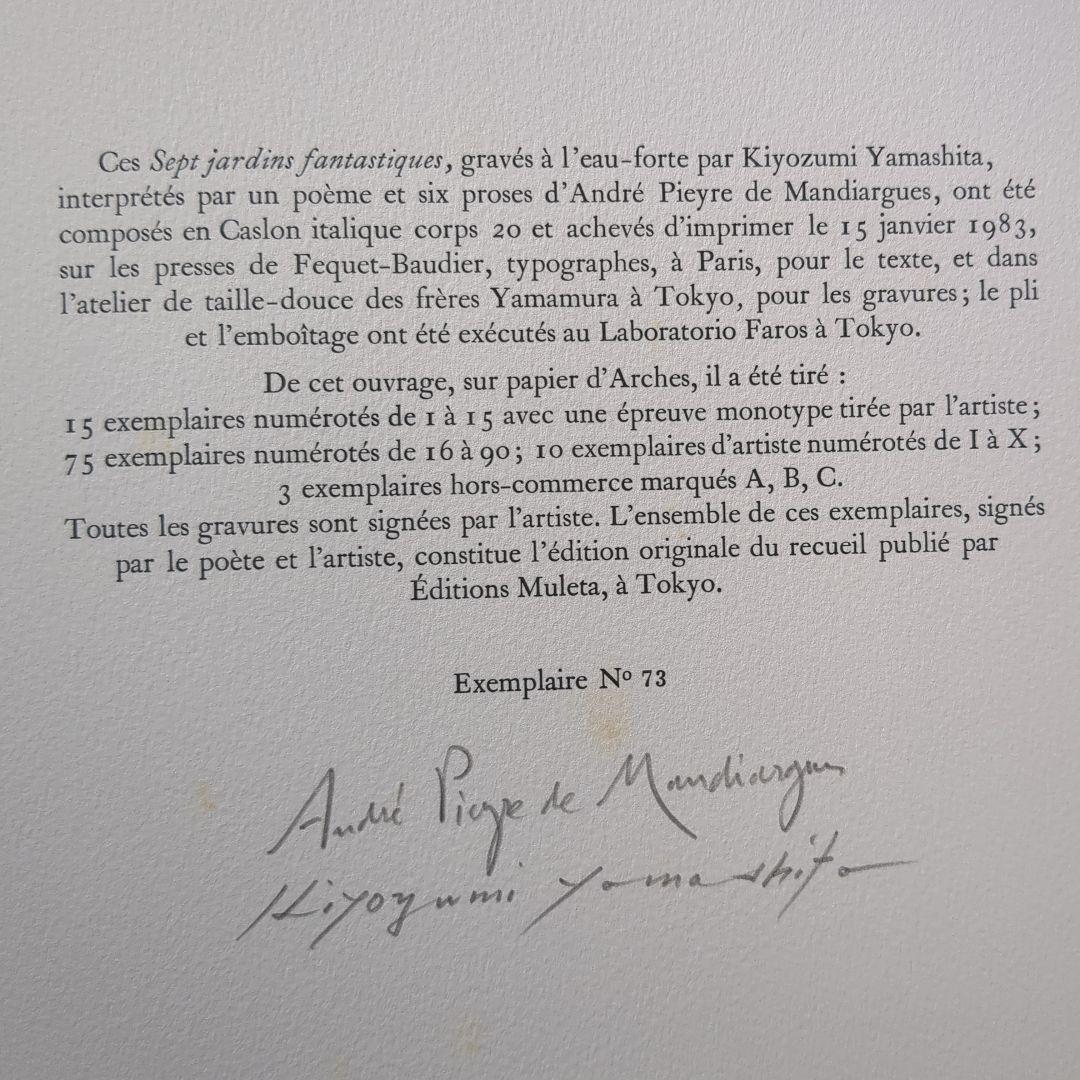 Ces Sept jardins fantastiques, gravés à l'eau-forte par Kiyozumi Yamashita,
interprétés par un poème et six proses d'André Pieyre de Mandiargues, ont été
composés en Caslon italique corps 20 et achevés d'imprimer le 15 janvier 1983,
sur les presses de Fequet-Baudier, typographes, à Paris, pour le texte, et dans
l'atelier de taille-douce des frères Yamamura à Tokyo, pour les gravures; le pli
et l'emboîtage ont été exécutés au Laboratorio Faros à Tokyo.
De cet ouvrage, sur papier d'Arches, il a été tiré :
15 exemplaires numérotés de 1 à 15 avec une épreuve monotype tirée par l'artiste;
75 exemplaires numérotés de 16 à 90; 10 exemplaires d'artiste numérotés de I à X;
3 exemplaires hors-commerce marqués A, B, C.
Toutes les gravures sont signées par l'artiste. L'ensemble de ces exemplaires, signés
par le poète et l'artiste, constitue l'édition originale du recueil publié par
Éditions Muleta, à Tokyo.
Exemplaire Nº 73
André Pieyre de Mandiargues
Kiyozumi Yamashita